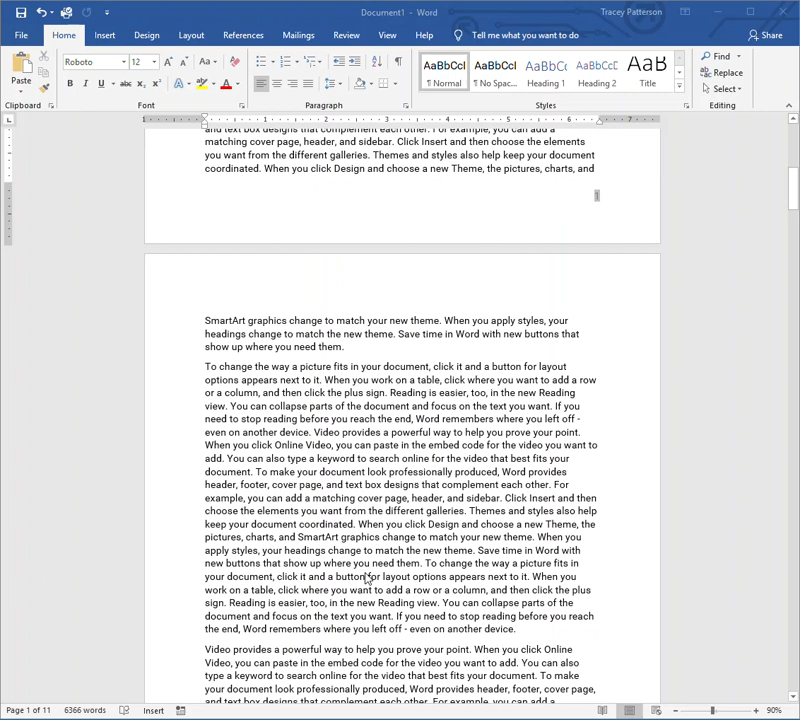 Document1 - Word
Tracey Patterson
File Home Insert Design Layout References Mailings Review View Help Tell me what you want to do Share
Paste
Roboto 12 Aa
B I U abc x₂ x² A ab A
AaBbCcI AaBbCcI AaBbCc AaBbCcD AaB
¶ Normal ¶ No Spac... Heading 1 Heading 2 Title
Find
Replace
Select
Clipboard Font Paragraph Styles Editing
1 1 2 3 4 5 6 7
and text box designs that complement each other. For example, you can add a
matching cover page, header, and sidebar. Click Insert and then choose the elements
you want from the different galleries. Themes and styles also help keep your document
coordinated. When you click Design and choose a new Theme, the pictures, charts, and
1
SmartArt graphics change to match your new theme. When you apply styles, your
headings change to match the new theme. Save time in Word with new buttons that
show up where you need them.
To change the way a picture fits in your document, click it and a button for layout
options appears next to it. When you work on a table, click where you want to add a row
or a column, and then click the plus sign. Reading is easier, too, in the new Reading
view. You can collapse parts of the document and focus on the text you want. If you
need to stop reading before you reach the end, Word remembers where you left off -
even on another device. Video provides a powerful way to help you prove your point.
When you click Online Video, you can paste in the embed code for the video you want to
add. You can also type a keyword to search online for the video that best fits your
document. To make your document look professionally produced, Word provides
header, footer, cover page, and text box designs that complement each other. For
example, you can add a matching cover page, header, and sidebar. Click Insert and then
choose the elements you want from the different galleries. Themes and styles also help
keep your document coordinated. When you click Design and choose a new Theme, the
pictures, charts, and SmartArt graphics change to match your new theme. When you
apply styles, your headings change to match the new theme. Save time in Word with
new buttons that show up where you need them. To change the way a picture fits in
your document, click it and a button for layout options appears next to it. When you
work on a table, click where you want to add a row or a column, and then click the plus
sign. Reading is easier, too, in the new Reading view. You can collapse parts of the
document and focus on the text you want. If you need to stop reading before you reach
the end, Word remembers where you left off - even on another device.
Video provides a powerful way to help you prove your point. When you click Online
Video, you can paste in the embed code for the video you want to add. You can also
type a keyword to search online for the video that best fits your document. To make
your document look professionally produced, Word provides header, footer, cover page,
and text box designs that complement each other. For example, you can add a
Page 1 of 11 6366 words Insert 90%